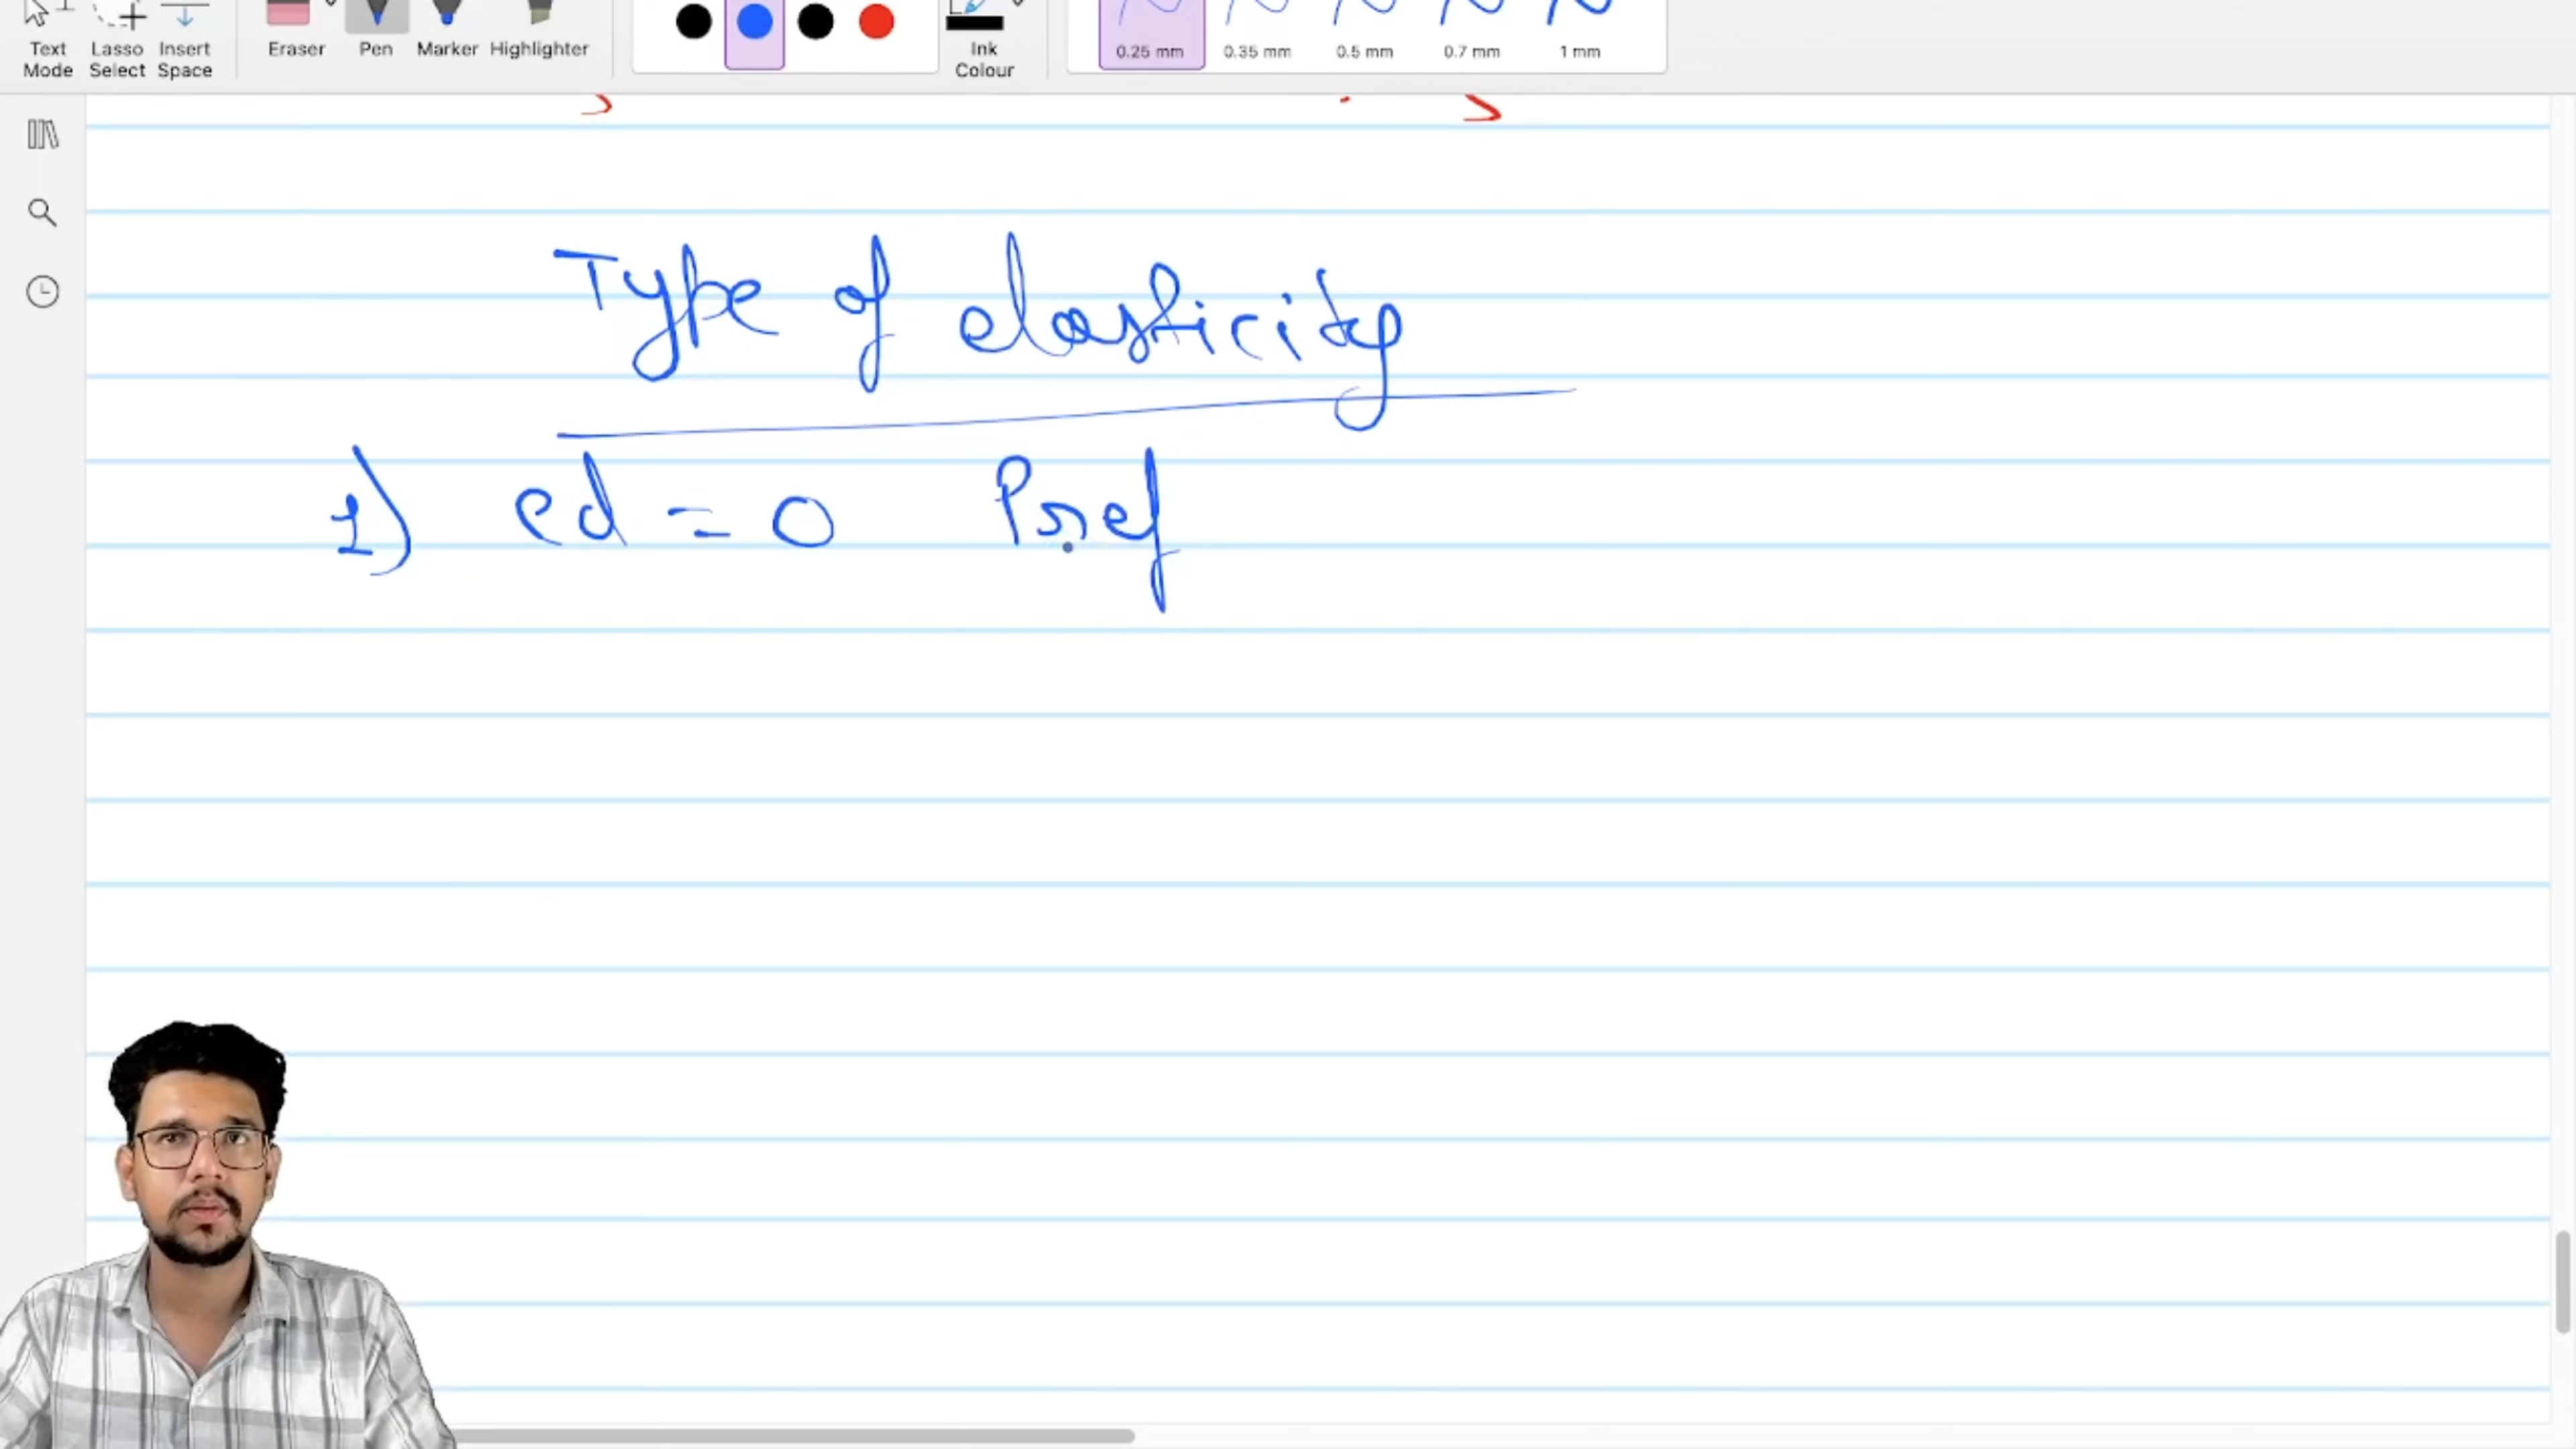 Text Mode
Lasso Select
Insert Space
Eraser
Pen
Marker
Highlighter
Ink Colour
0.25 mm
0.35 mm
0.5 mm
0.7 mm
1 mm
Type of elasticity
1) ed = 0 Pref